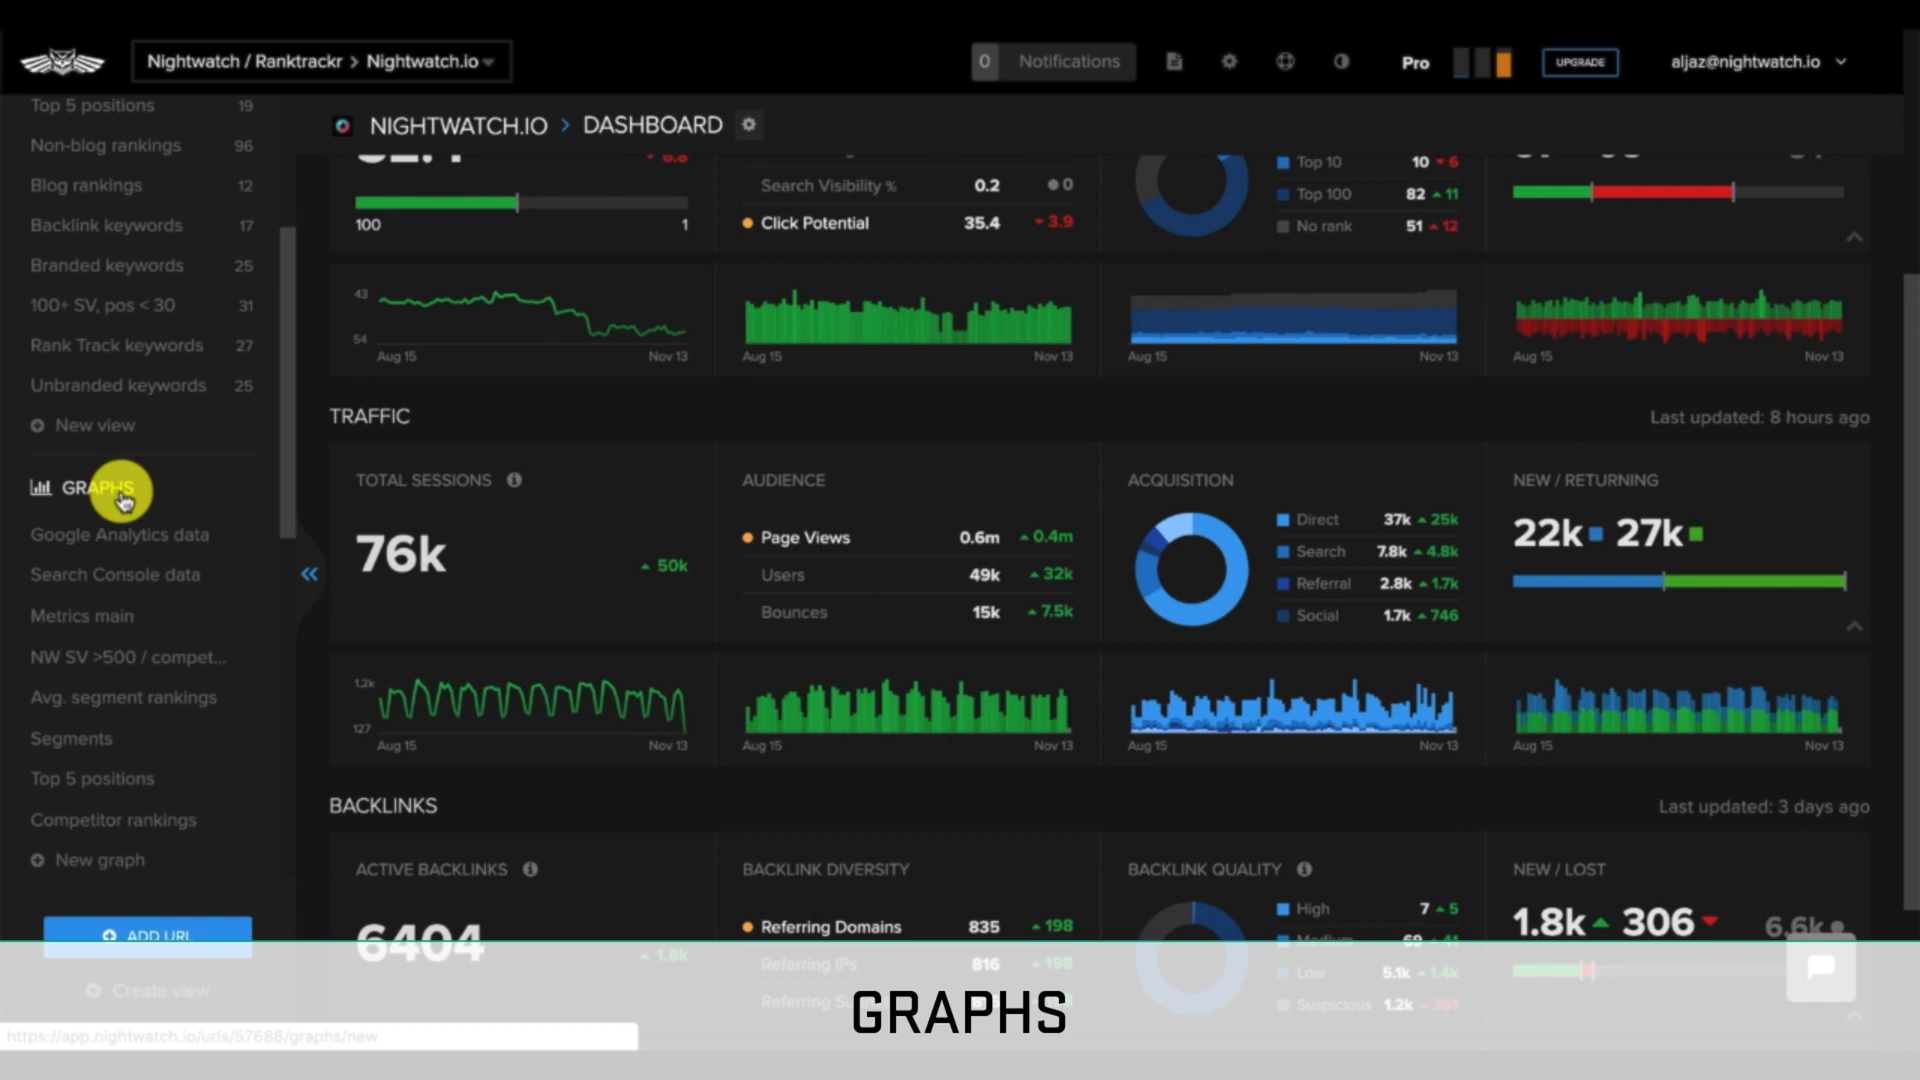 Nightwatch / Ranktrackr > Nightwatch.io
0 Notifications
Pro
UPGRADE
aljaz@nightwatch.io
Top 5 positions 19
Non-blog rankings 96
Blog rankings 12
Backlink keywords 17
Branded keywords 25
100+ SV, pos < 30 31
Rank Track keywords 27
Unbranded keywords 25
New view
GRAPHS
Google Analytics data
Search Console data
Metrics main
NW SV >500 / compet...
Avg. segment rankings
Segments
Top 5 positions
Competitor rankings
New graph
ADD URL
Create view
https://app.nightwatch.io/urls/57688/graphs/new
NIGHTWATCH.IO > DASHBOARD
6.8
100 1
Search Visibility % 0.2 0
Click Potential 35.4 3.9
Top 10 10 6
Top 100 82 11
No rank 51 12
43
54
Aug 15 Nov 13
Aug 15 Nov 13
Aug 15 Nov 13
Aug 15 Nov 13
TRAFFIC
Last updated: 8 hours ago
TOTAL SESSIONS
76k 50k
AUDIENCE
Page Views 0.6m 0.4m
Users 49k 32k
Bounces 15k 7.5k
ACQUISITION
Direct 37k 25k
Search 7.8k 4.8k
Referral 2.8k 1.7k
Social 1.7k 746
NEW / RETURNING
22k 27k
1.2k
127
Aug 15 Nov 13
Aug 15 Nov 13
Aug 15 Nov 13
Aug 15 Nov 13
BACKLINKS
Last updated: 3 days ago
ACTIVE BACKLINKS
6404 1.8k
BACKLINK DIVERSITY
Referring Domains 835 198
Referring IPs 816 198
Referring
BACKLINK QUALITY
High 7 5
Medium 69 41
Low 5.1k 1.4k
Suspicious 1.2k 361
NEW / LOST
1.8k 306 6.6k
GRAPHS